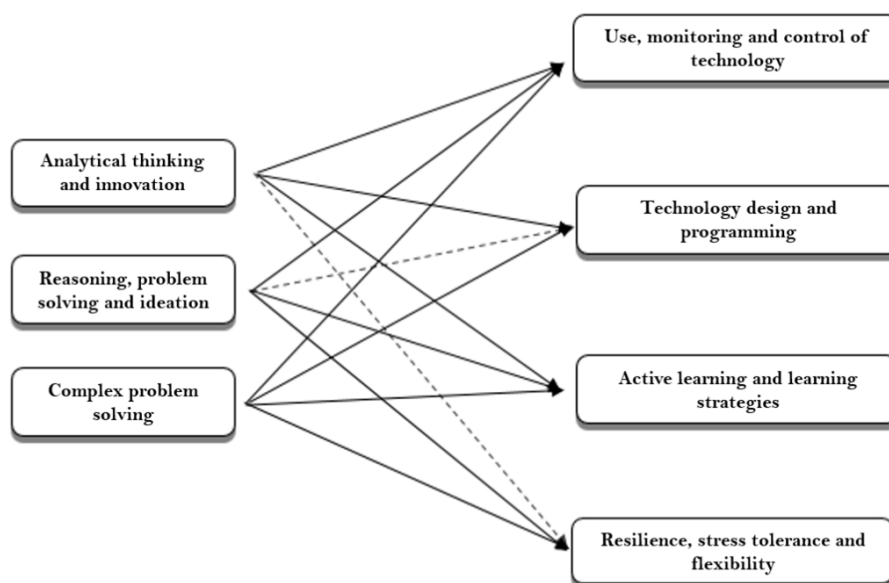 Use, monitoring and control of
technology
Analytical thinking
and innovation
Technology design and
programming
Reasoning, problem
solving and ideation
Complex problem
solving
Active learning and learning
strategies
Resilience, stress tolerance and
flexibility